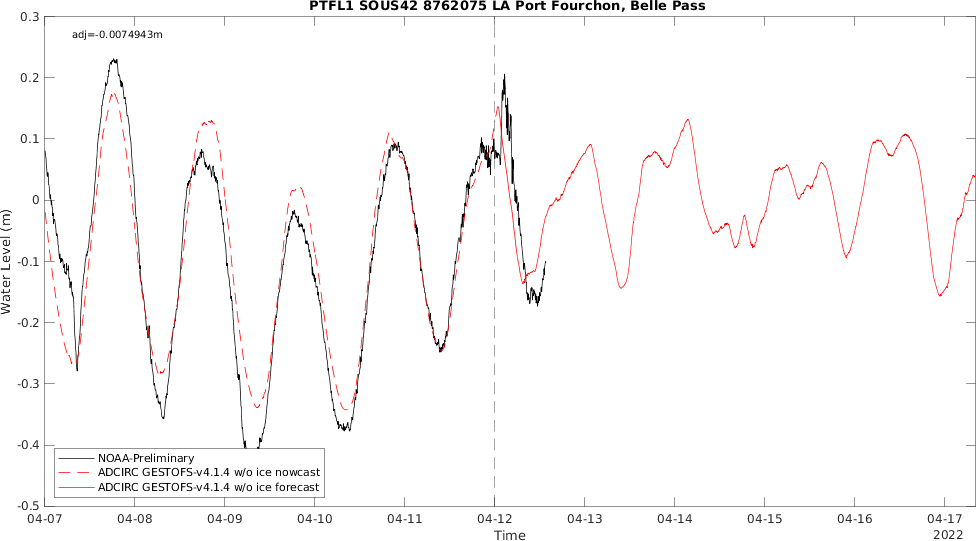 PTFL1 SOUS42 8762075 LA Port Fourchon, Belle Pass
adj=-0.0074943m
Water Level (m)
0.3
0.2
0.1
0
-0.1
-0.2
-0.3
-0.4
-0.5
NOAA-Preliminary
ADCIRC GESTOFS-v4.1.4 w/o ice nowcast
ADCIRC GESTOFS-v4.1.4 w/o ice forecast
04-07 04-08 04-09 04-10 04-11 04-12 04-13 04-14 04-15 04-16 04-17
Time
2022